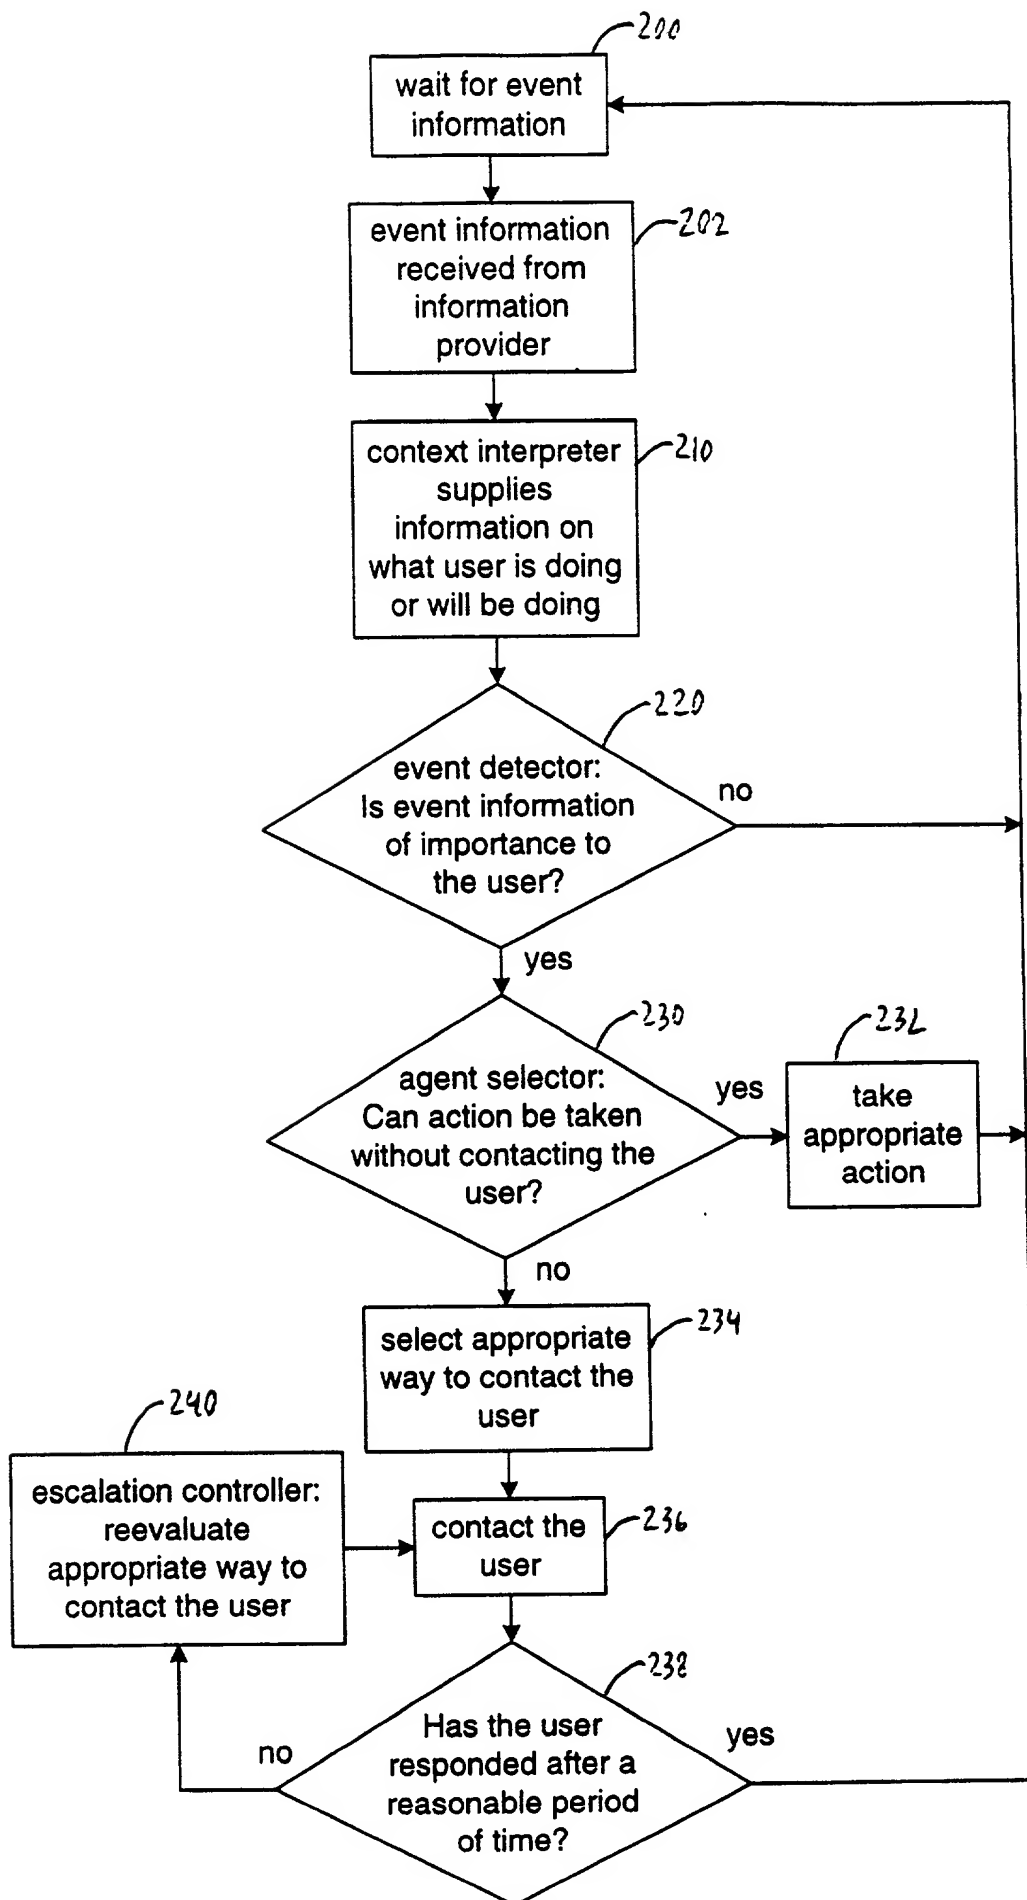 200
wait for event
information
202
event information
received from
information
provider
210
context interpreter
supplies
information on
what user is doing
or will be doing
220
event detector:
Is event information
of importance to
the user?
no
yes
230
agent selector:
Can action be taken
without contacting the
user?
yes
232
take
appropriate
action
no
234
select appropriate
way to contact the
user
240
escalation controller:
reevaluate
appropriate way to
contact the user
236
contact the
user
238
Has the user
responded after a
reasonable period
of time?
no
yes